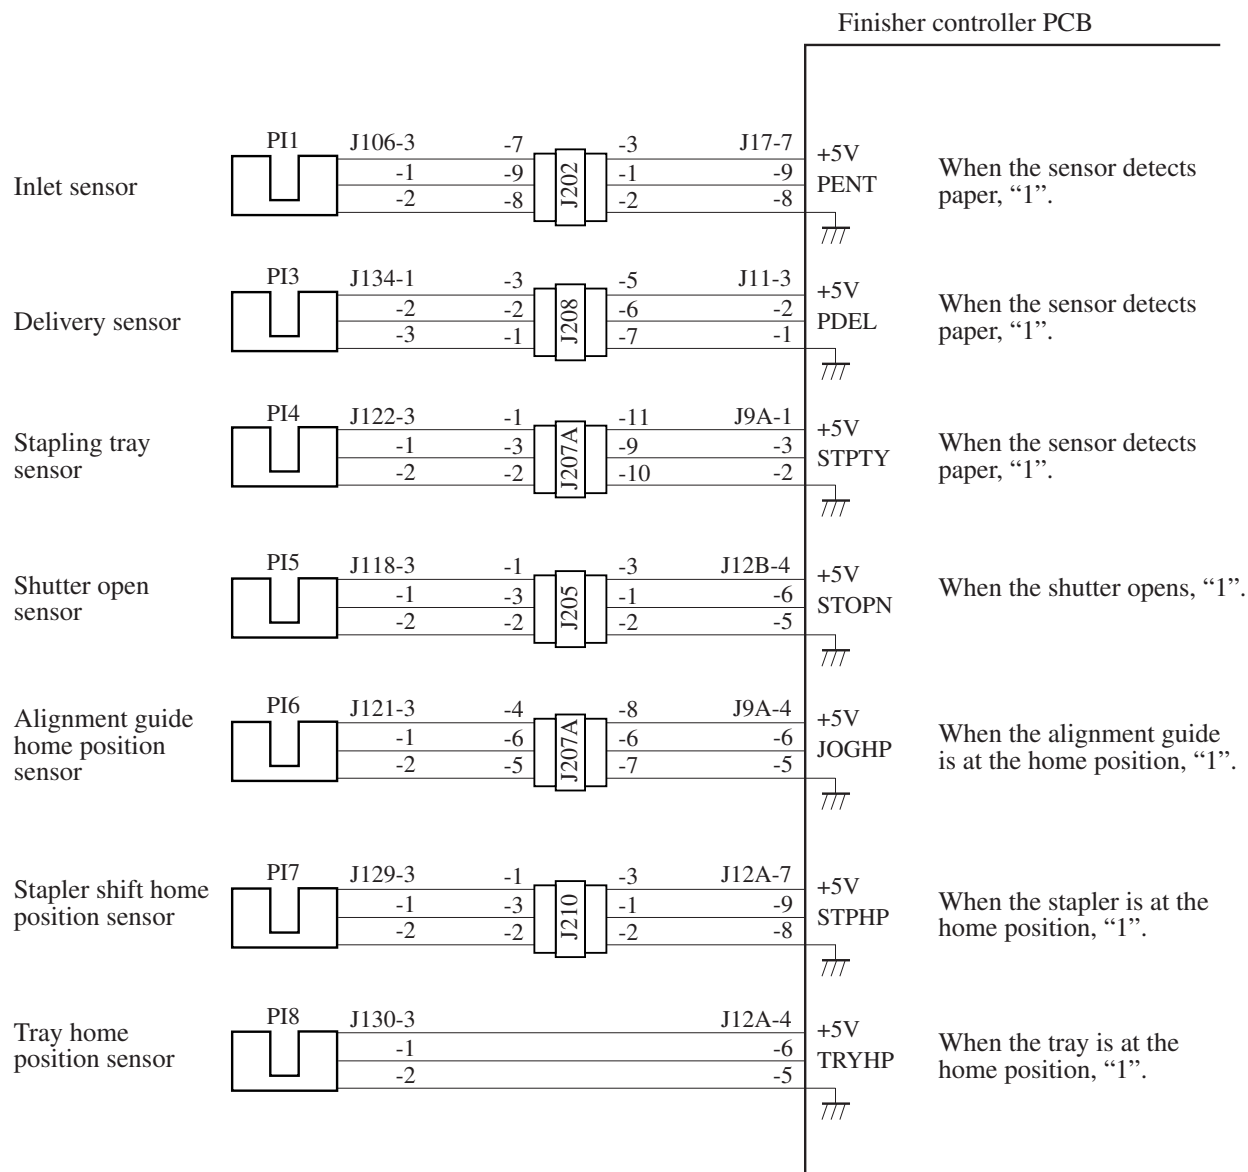 Finisher controller PCB
Inlet sensor
PI1
J106-3 -7 J202 -3 J17-7 +5V
-1 -9 -1 -9 PENT
-2 -8 -2 -8
When the sensor detects
paper, “1”.
Delivery sensor
PI3
J134-1 -3 J208 -5 J11-3 +5V
-2 -2 -6 -2 PDEL
-3 -1 -7 -1
When the sensor detects
paper, “1”.
Stapling tray
sensor
PI4
J122-3 -1 J207A -11 J9A-1 +5V
-1 -3 -9 -3 STPTY
-2 -2 -10 -2
When the sensor detects
paper, “1”.
Shutter open
sensor
PI5
J118-3 -1 J205 -3 J12B-4 +5V
-1 -3 -1 -6 STOPN
-2 -2 -2 -5
When the shutter opens, “1”.
Alignment guide
home position
sensor
PI6
J121-3 -4 J207A -8 J9A-4 +5V
-1 -6 -6 -6 JOGHP
-2 -5 -7 -5
When the alignment guide
is at the home position, “1”.
Stapler shift home
position sensor
PI7
J129-3 -1 J210 -3 J12A-7 +5V
-1 -3 -1 -9 STPHP
-2 -2 -2 -8
When the stapler is at the
home position, “1”.
Tray home
position sensor
PI8
J130-3 J12A-4 +5V
-1 -6 TRYHP
-2 -5
When the tray is at the
home position, “1”.